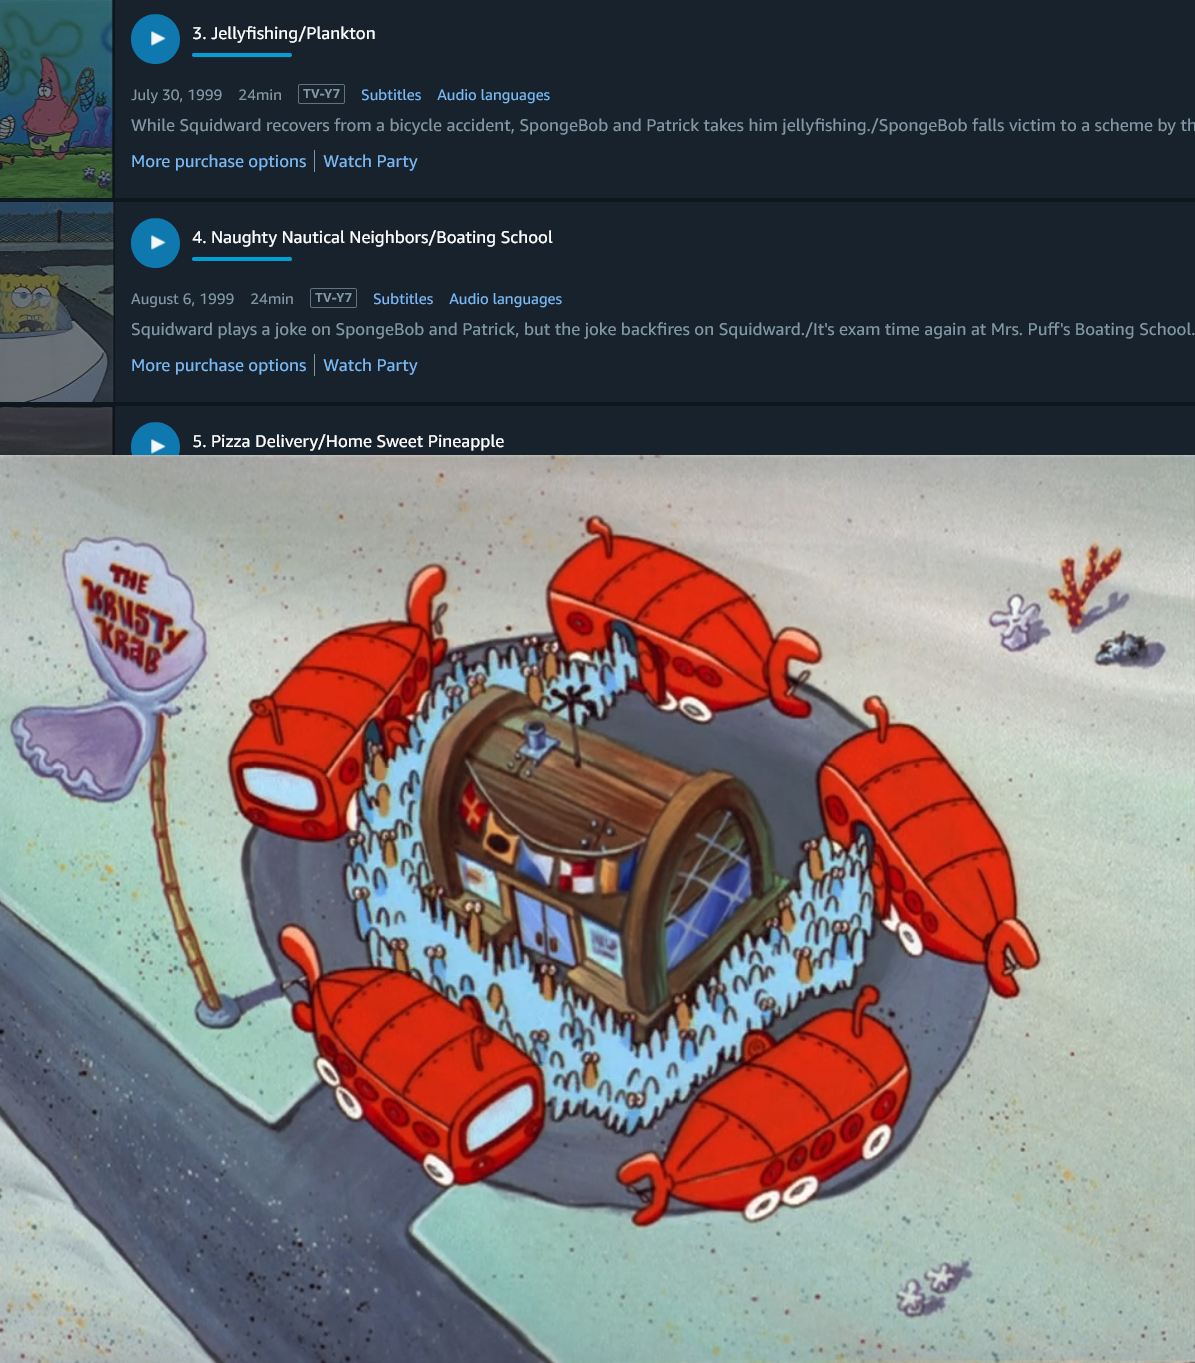 3. Jellyfishing/Plankton
July 30, 1999 24min TV-Y7 Subtitles Audio languages
While Squidward recovers from a bicycle accident, SpongeBob and Patrick takes him jellyfishing./SpongeBob falls victim to a scheme by th
More purchase options Watch Party
4. Naughty Nautical Neighbors/Boating School
August 6, 1999 24min TV-Y7 Subtitles Audio languages
Squidward plays a joke on SpongeBob and Patrick, but the joke backfires on Squidward./It's exam time again at Mrs. Puff's Boating School.
More purchase options Watch Party
5. Pizza Delivery/Home Sweet Pineapple
THE
KRUSTY
KRAB